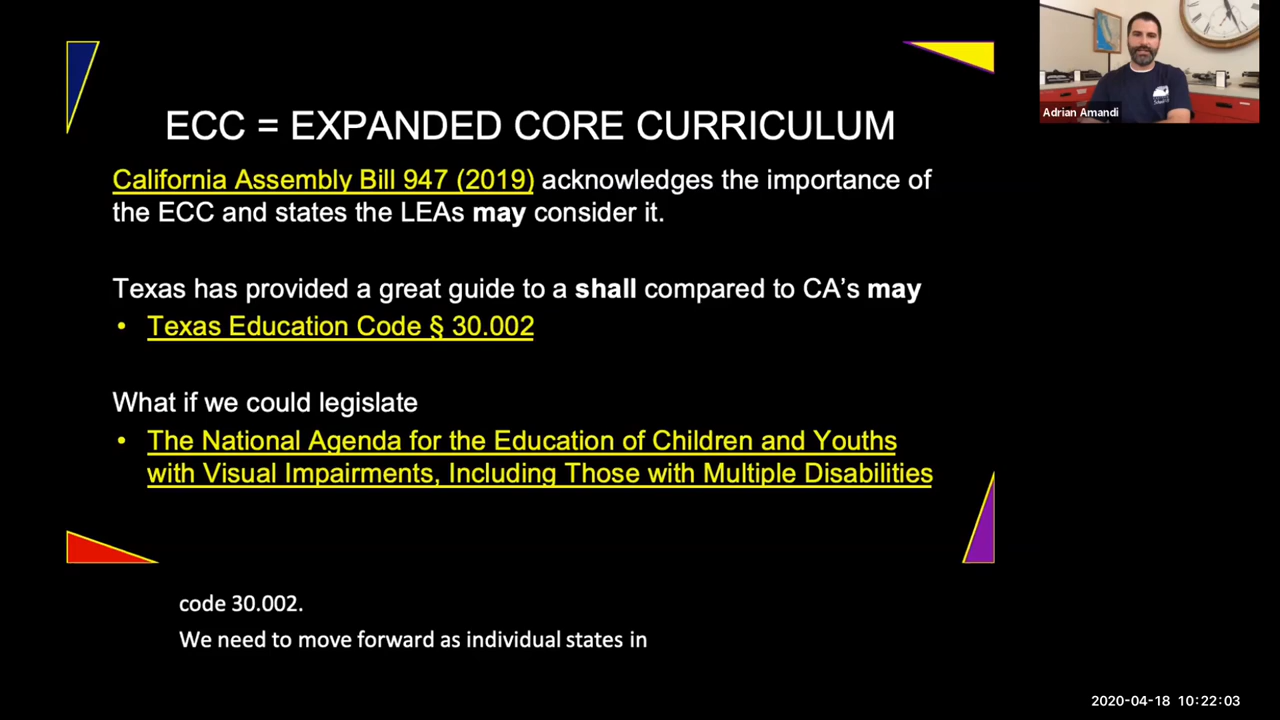 ECC = EXPANDED CORE CURRICULUM
California Assembly Bill 947 (2019) acknowledges the importance of
the ECC and states the LEAs may consider it.
Texas has provided a great guide to a shall compared to CA's may
• Texas Education Code § 30.002
What if we could legislate
• The National Agenda for the Education of Children and Youths
with Visual Impairments, Including Those with Multiple Disabilities
Adrian Amandi
code 30.002.
We need to move forward as individual states in
2020-04-18 10:22:03